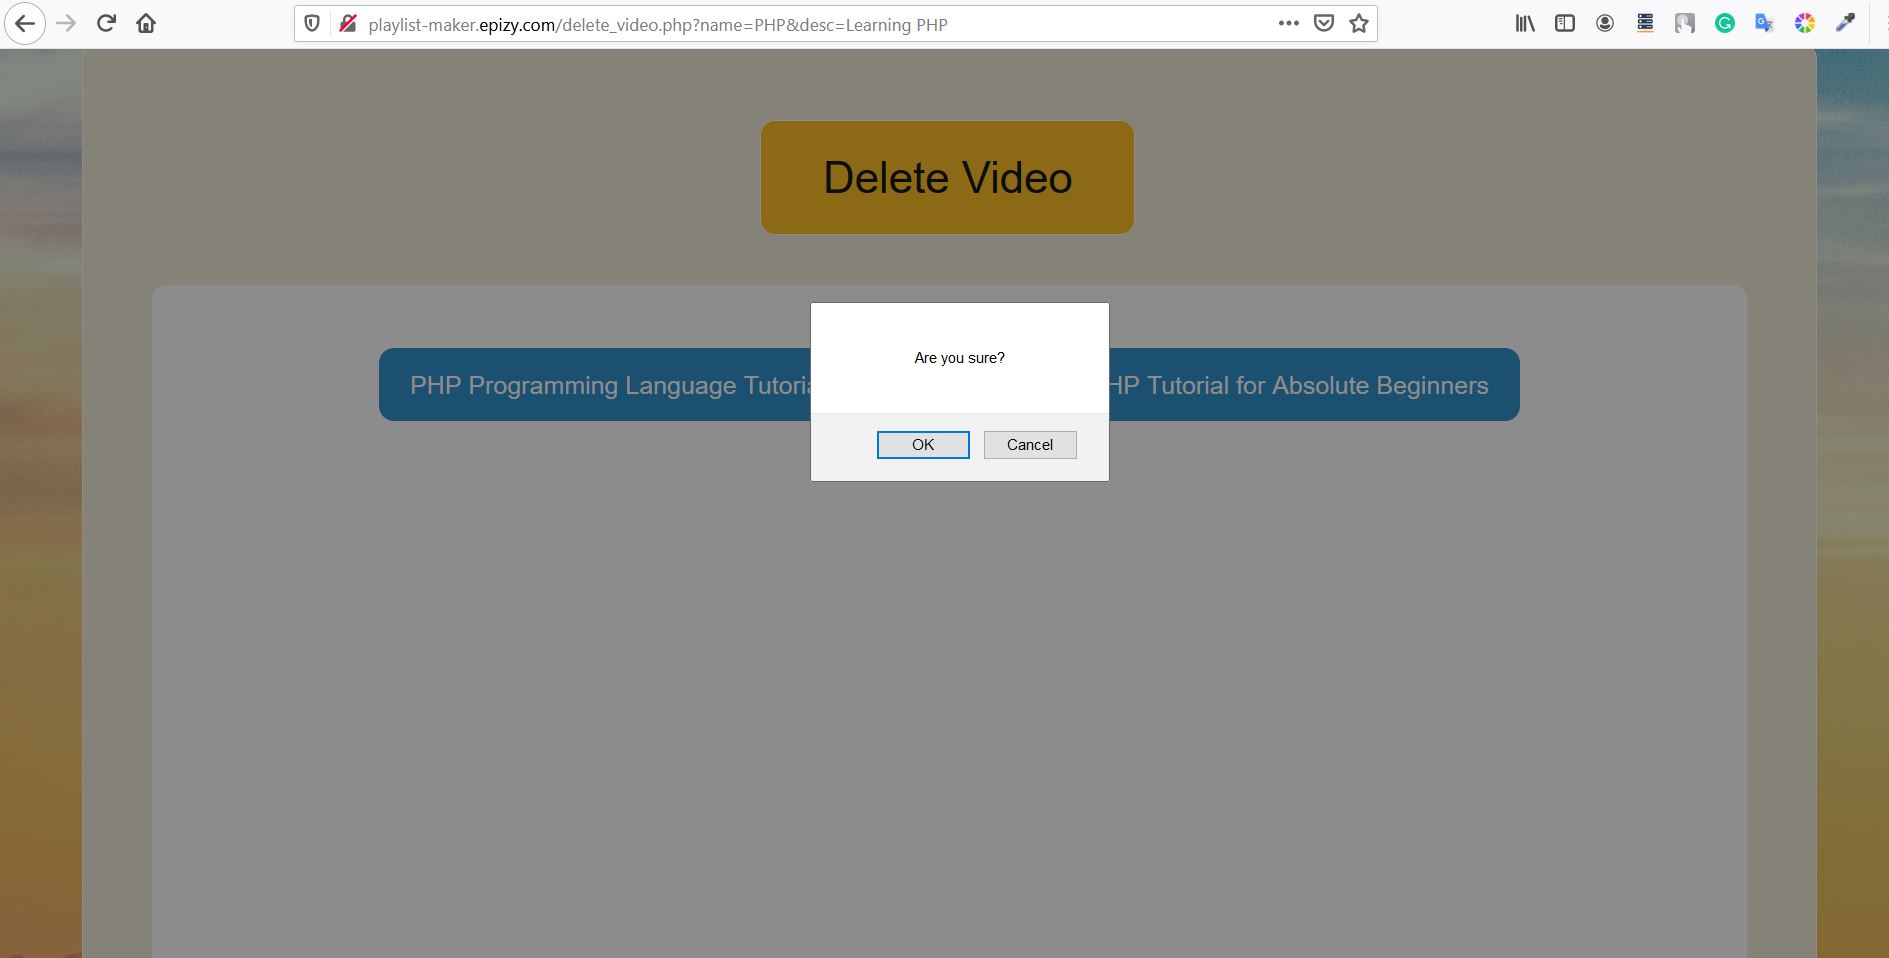 playlist-maker.epizy.com/delete_video.php?name=PHP&desc=Learning PHP
Delete Video
Are you sure?
PHP Programming Language Tutoria HP Tutorial for Absolute Beginners
OK Cancel